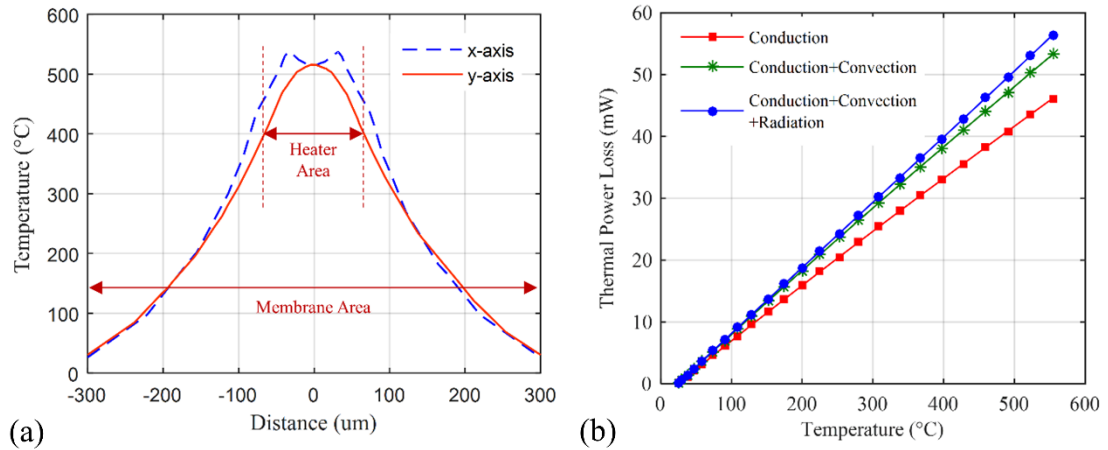 600
500
400
300
200
100
0
-300
-200
-100
0
100
200
300
Temperature (°C)
Distance (um)
x-axis
y-axis
Heater
Area
Membrane Area
(a)
60
50
40
30
20
10
0
0
100
200
300
400
500
600
Thermal Power Loss (mW)
Temperature (°C)
Conduction
Conduction+Convection
Conduction+Convection
+Radiation
(b)